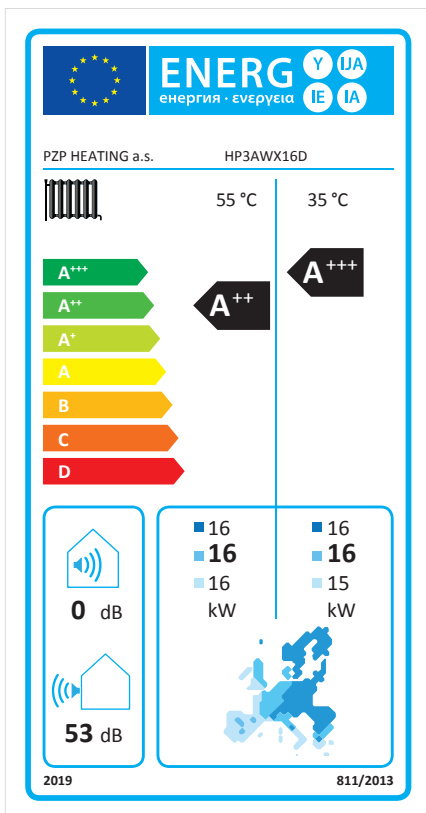 ENERG Y IJA
енергия · ενεργεια IE IA
PZP HEATING a.s. HP3AWX16D
55 °C 35 °C
A+++
A++
A+
A
B
C
D
A++
A+++
16 16
16 16
16 15
kW kW
0 dB
53 dB
2019 811/2013